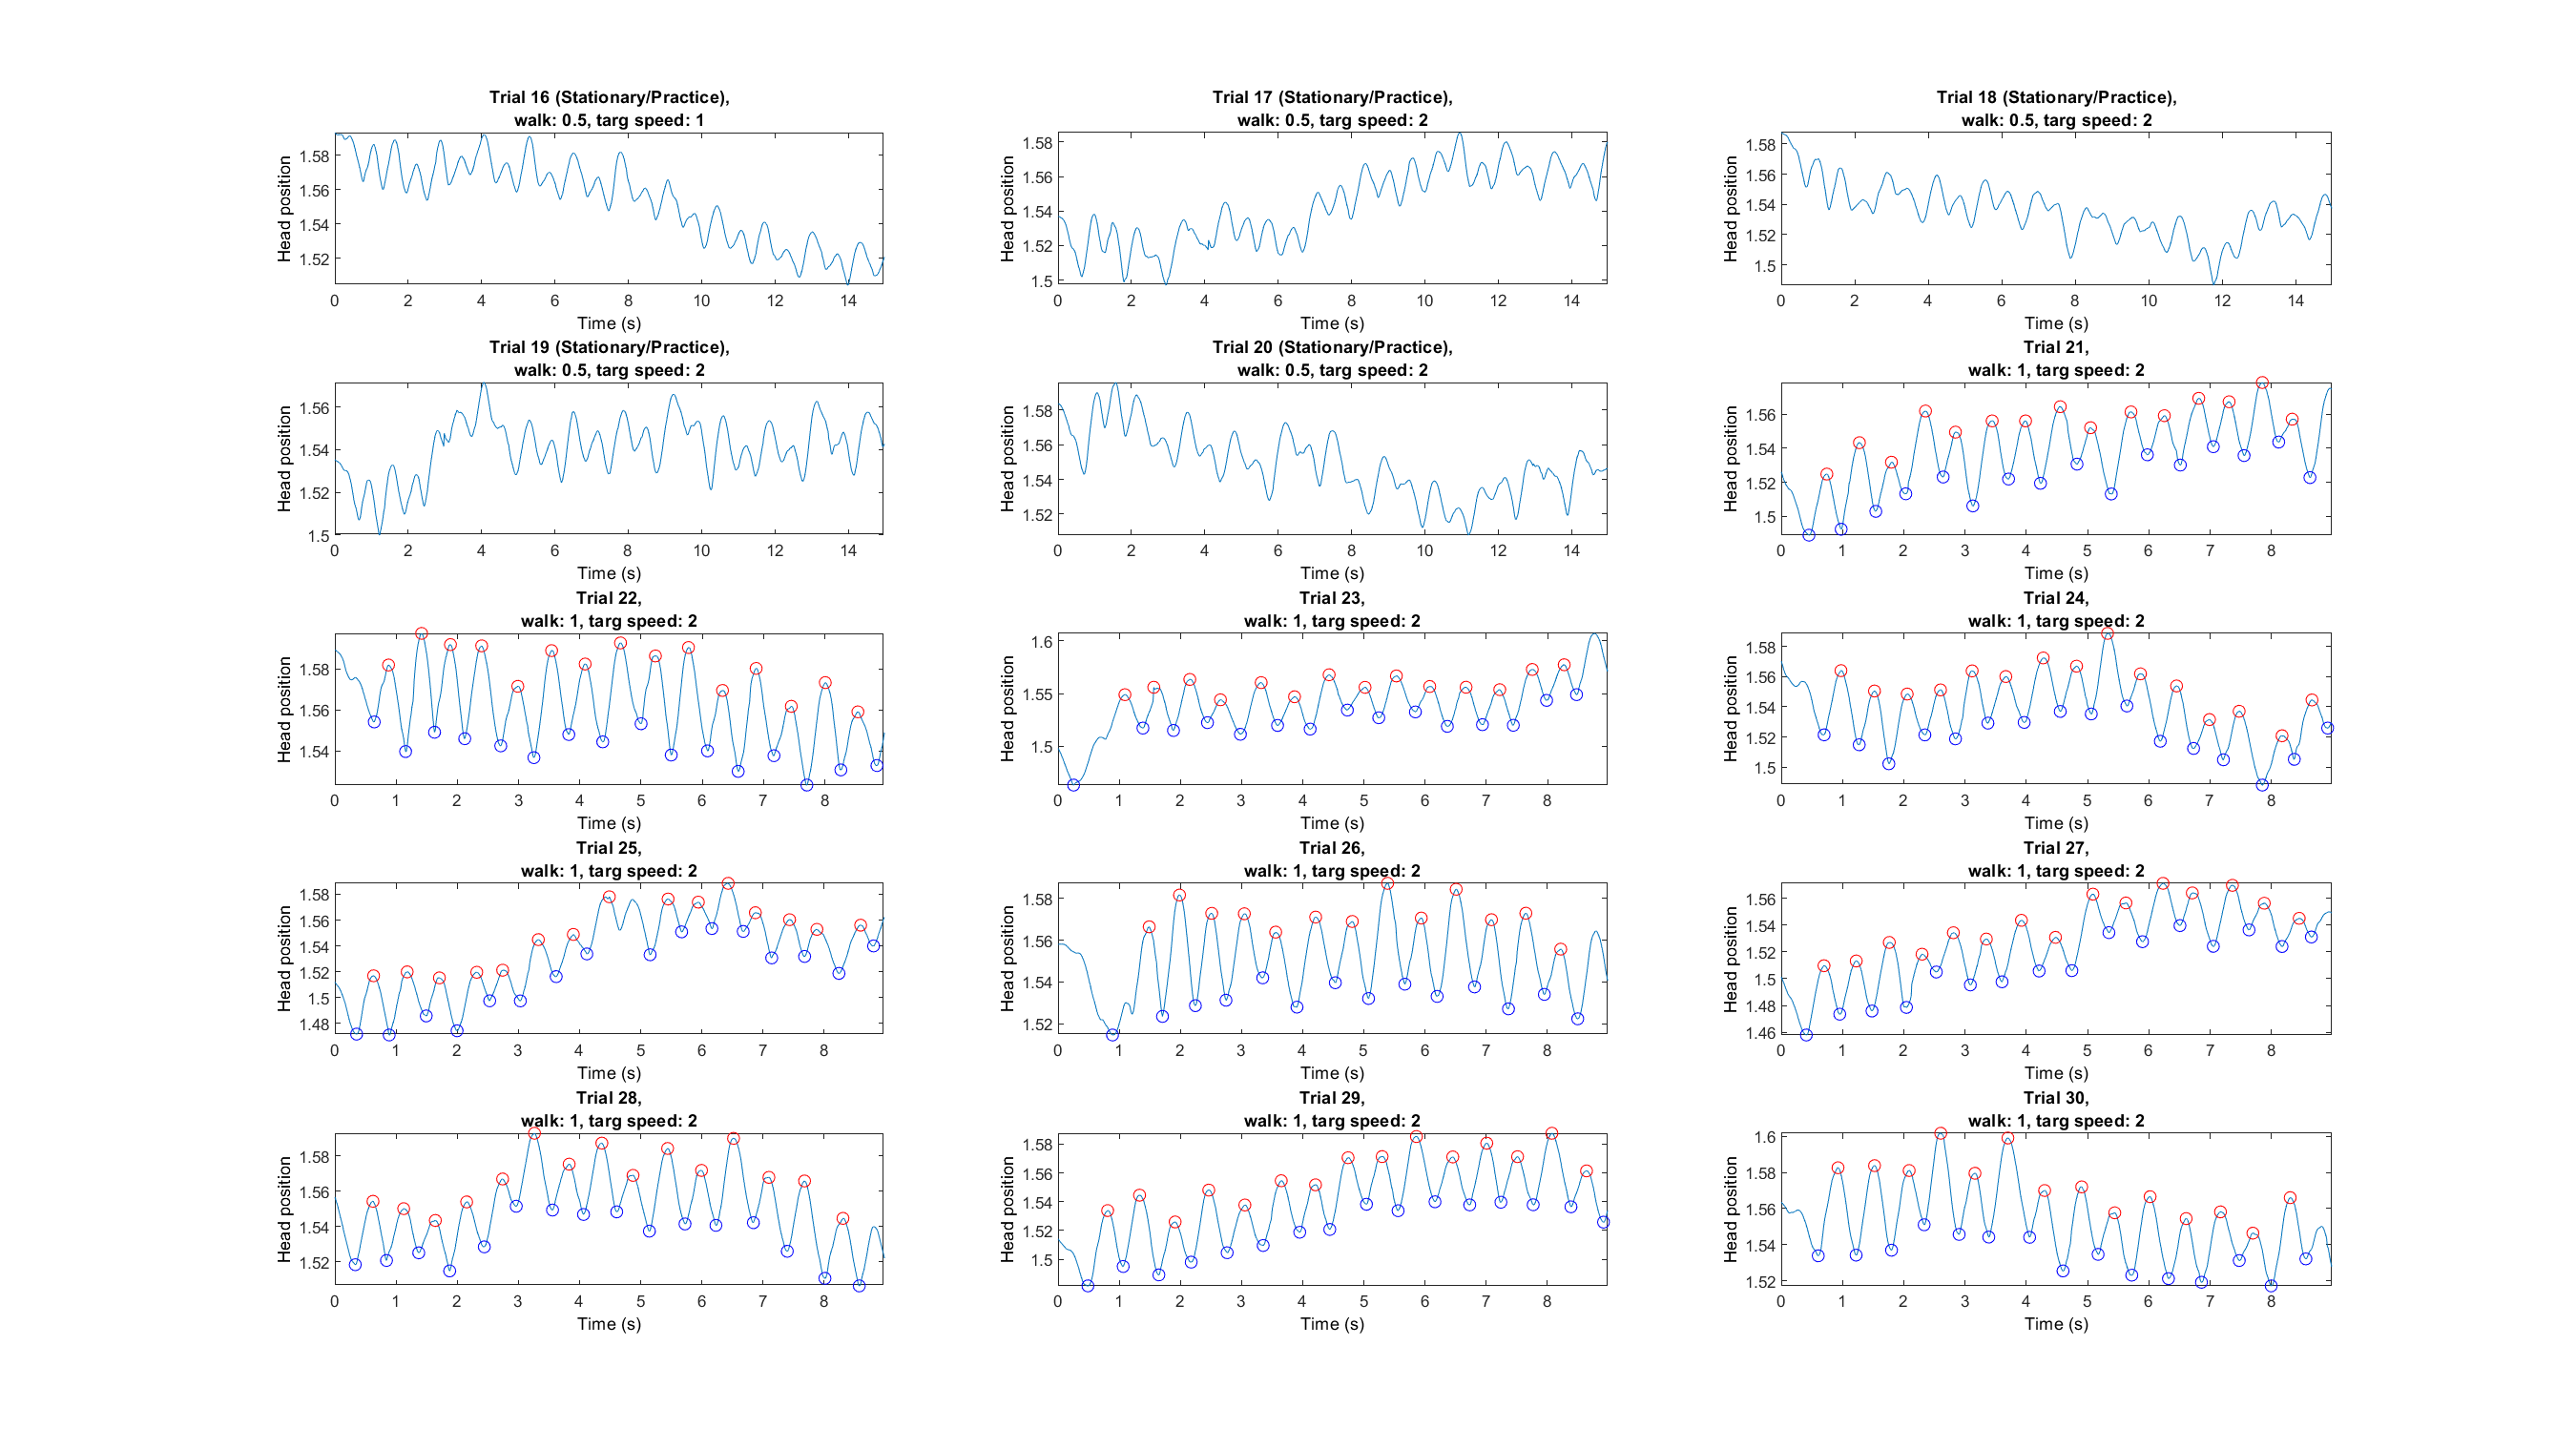 Trial 16 (Stationary/Practice),
walk: 0.5, targ speed: 1
1.58
1.56
1.54
1.52
Head position
0 2 4 6 8 10 12 14
Time (s)
Trial 17 (Stationary/Practice),
walk: 0.5, targ speed: 2
1.58
1.56
1.54
1.52
1.5
Head position
0 2 4 6 8 10 12 14
Time (s)
Trial 18 (Stationary/Practice),
walk: 0.5, targ speed: 2
1.58
1.56
1.54
1.52
1.5
Head position
0 2 4 6 8 10 12 14
Time (s)
Trial 19 (Stationary/Practice),
walk: 0.5, targ speed: 2
1.56
1.54
1.52
1.5
Head position
0 2 4 6 8 10 12 14
Time (s)
Trial 20 (Stationary/Practice),
walk: 0.5, targ speed: 2
1.58
1.56
1.54
1.52
Head position
0 2 4 6 8 10 12 14
Time (s)
Trial 21,
walk: 1, targ speed: 2
1.56
1.54
1.52
1.5
Head position
0 1 2 3 4 5 6 7 8
Time (s)
Trial 22,
walk: 1, targ speed: 2
1.58
1.56
1.54
Head position
0 1 2 3 4 5 6 7 8
Time (s)
Trial 23,
walk: 1, targ speed: 2
1.6
1.55
1.5
Head position
0 1 2 3 4 5 6 7 8
Time (s)
Trial 24,
walk: 1, targ speed: 2
1.58
1.56
1.54
1.52
1.5
Head position
0 1 2 3 4 5 6 7 8
Time (s)
Trial 25,
walk: 1, targ speed: 2
1.58
1.56
1.54
1.52
1.5
1.48
Head position
0 1 2 3 4 5 6 7 8
Time (s)
Trial 26,
walk: 1, targ speed: 2
1.58
1.56
1.54
1.52
Head position
0 1 2 3 4 5 6 7 8
Time (s)
Trial 27,
walk: 1, targ speed: 2
1.56
1.54
1.52
1.5
1.48
1.46
Head position
0 1 2 3 4 5 6 7 8
Time (s)
Trial 28,
walk: 1, targ speed: 2
1.58
1.56
1.54
1.52
Head position
0 1 2 3 4 5 6 7 8
Time (s)
Trial 29,
walk: 1, targ speed: 2
1.58
1.56
1.54
1.52
1.5
Head position
0 1 2 3 4 5 6 7 8
Time (s)
Trial 30,
walk: 1, targ speed: 2
1.6
1.58
1.56
1.54
1.52
Head position
0 1 2 3 4 5 6 7 8
Time (s)